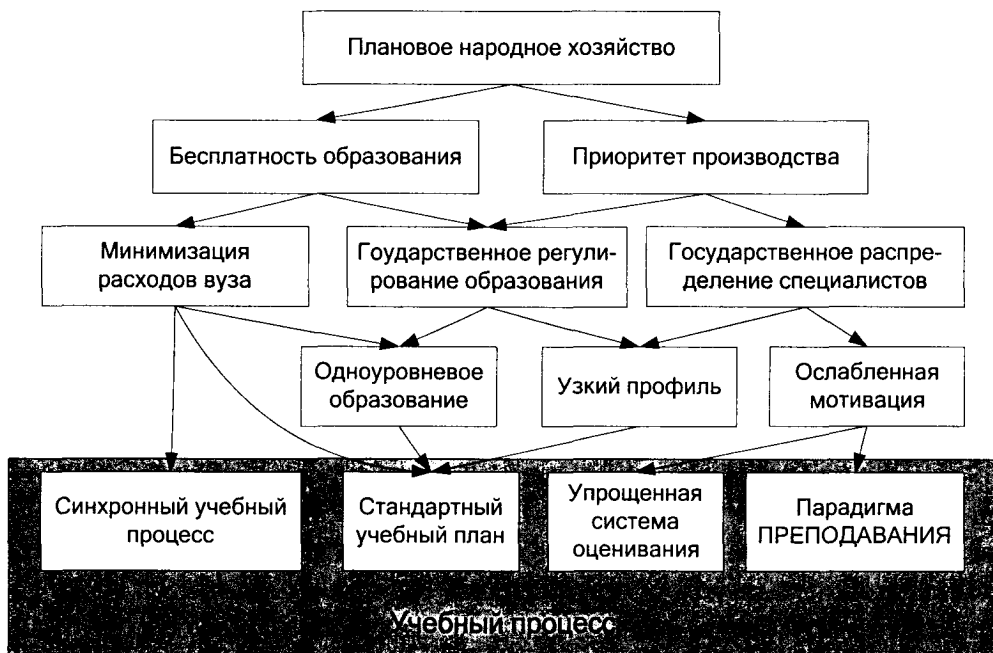 Плановое народное хозяйство
Бесплатность образования
Приоритет производства
Минимизация
расходов вуза
Гоударственное регули-
рование образования
Государственное распре-
деление специалистов
Одноуровневое
образование
Узкий профиль
Ослабленная
мотивация
Синхронный учебный
процесс
Стандартный
учебный план
Упрощенная
система
оценивания
Парадигма
ПРЕПОДАВАНИЯ
Учебный процесс